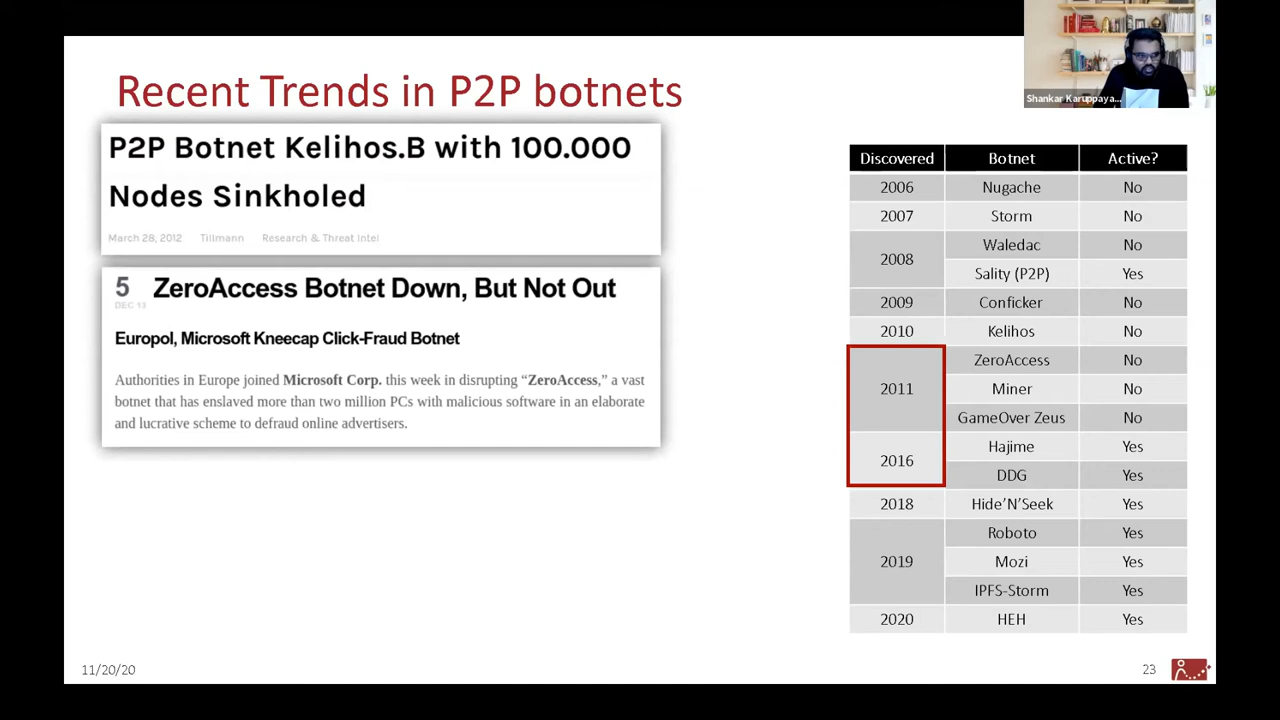 Recent Trends in P2P botnets
P2P Botnet Kelihos.B with 100.000
Nodes Sinkholed
March 28, 2012 Tillmann Research & Threat Intel
5
DEC 13
ZeroAccess Botnet Down, But Not Out
Europol, Microsoft Kneecap Click-Fraud Botnet
Authorities in Europe joined Microsoft Corp. this week in disrupting “ZeroAccess,” a vast
botnet that has enslaved more than two million PCs with malicious software in an elaborate
and lucrative scheme to defraud online advertisers.
Shankar Karuppaya...
Discovered Botnet Active?
2006 Nugache No
2007 Storm No
2008 Waledac No
Sality (P2P) Yes
2009 Conficker No
2010 Kelihos No
2011 ZeroAccess No
Miner No
GameOver Zeus No
2016 Hajime Yes
DDG Yes
2018 Hide’N’Seek Yes
2019 Roboto Yes
Mozi Yes
IPFS-Storm Yes
2020 HEH Yes
11/20/20
23